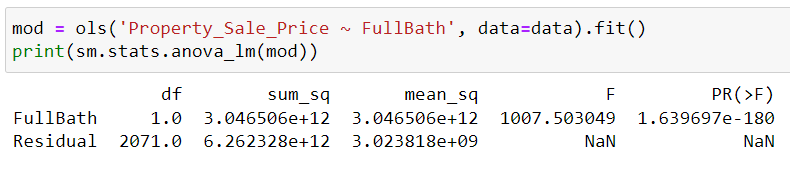 mod = ols('Property_Sale_Price ~ FullBath', data=data).fit()
print(sm.stats.anova_lm(mod))
df sum_sq mean_sq F PR(>F)
FullBath 1.0 3.046506e+12 3.046506e+12 1007.503049 1.639697e-180
Residual 2071.0 6.262328e+12 3.023818e+09 NaN NaN